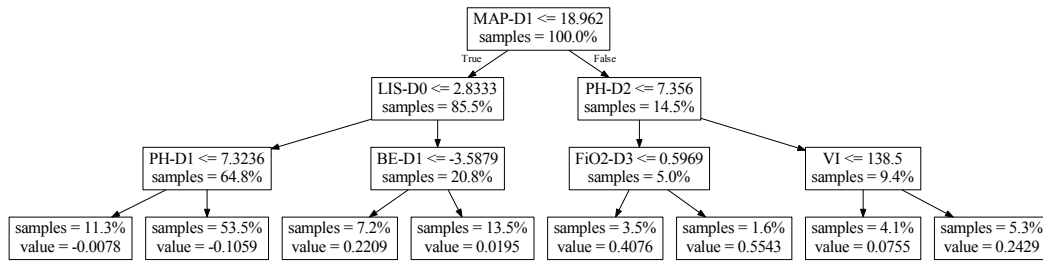 MAP-D1 <= 18.962
samples = 100.0%
True
False
LIS-D0 <= 2.8333
samples = 85.5%
PH-D2 <= 7.356
samples = 14.5%
PH-D1 <= 7.3236
samples = 64.8%
BE-D1 <= -3.5879
samples = 20.8%
FiO2-D3 <= 0.5969
samples = 5.0%
VI <= 138.5
samples = 9.4%
samples = 11.3%
value = -0.0078
samples = 53.5%
value = -0.1059
samples = 7.2%
value = 0.2209
samples = 13.5%
value = 0.0195
samples = 3.5%
value = 0.4076
samples = 1.6%
value = 0.5543
samples = 4.1%
value = 0.0755
samples = 5.3%
value = 0.2429